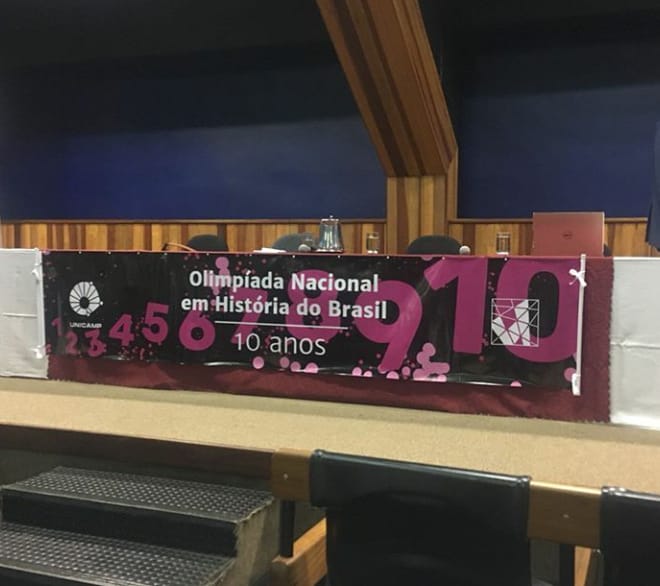 Olimpíada Nacional
em História do Brasil
10 anos
UNICAMP
1 2 3 4 5 6 7 8 9 10